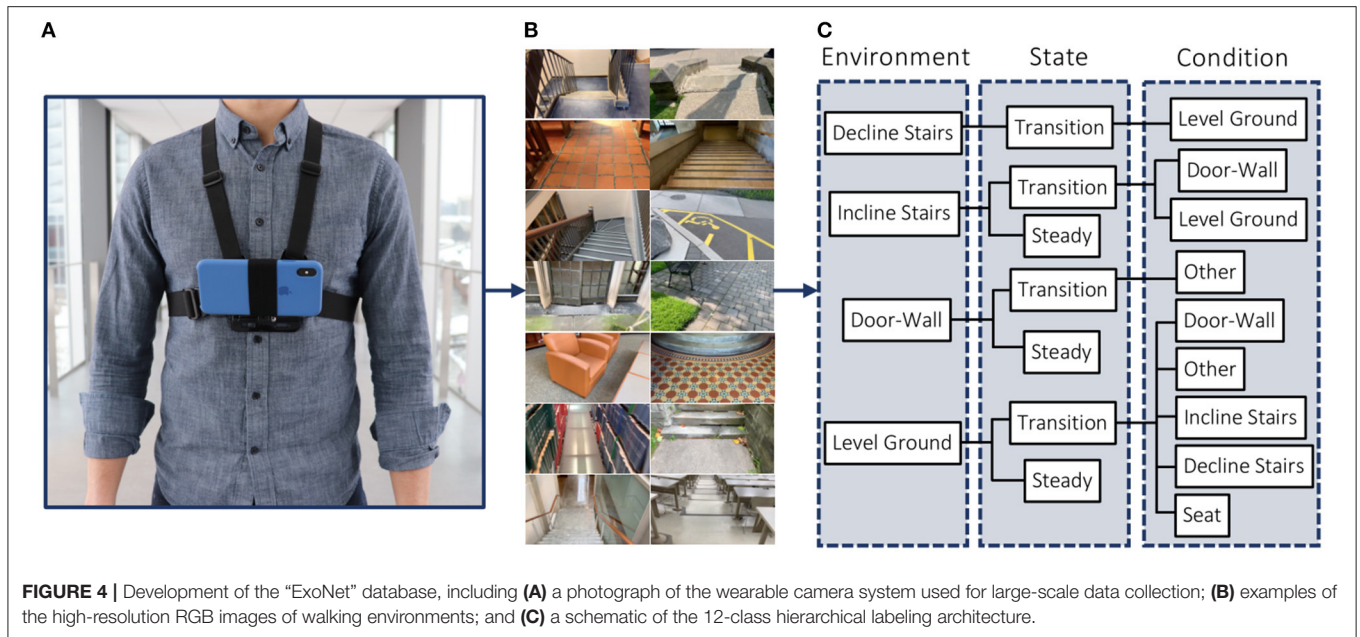 A
B
C
Environment
State
Condition
Decline Stairs
Transition
Level Ground
Incline Stairs
Transition
Door-Wall
Level Ground
Steady
Door-Wall
Transition
Other
Steady
Level Ground
Transition
Door-Wall
Other
Incline Stairs
Decline Stairs
Seat
Steady
FIGURE 4 | Development of the “ExoNet” database, including (A) a photograph of the wearable camera system used for large-scale data collection; (B) examples of
the high-resolution RGB images of walking environments; and (C) a schematic of the 12-class hierarchical labeling architecture.